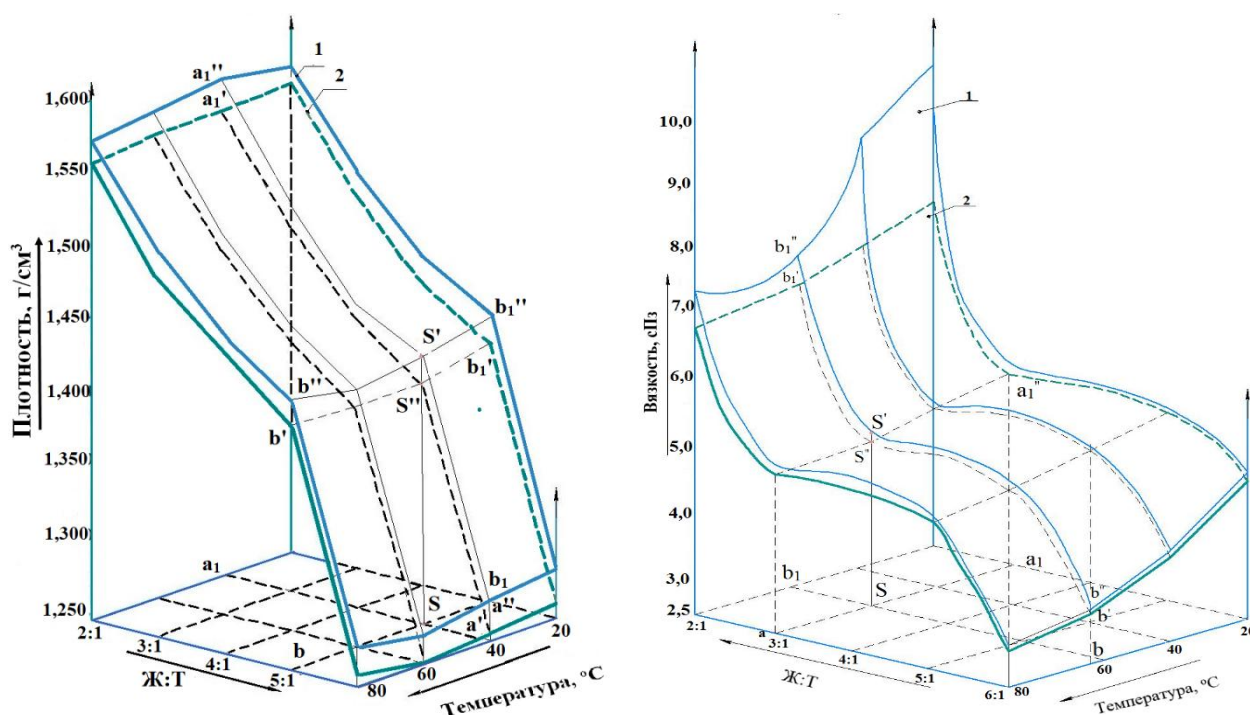 Плотность, г/см³
1,600
1,550
1,500
1,450
1,400
1,350
1,300
1,250
a₁''
a₁'
1
2
S'
S''
b₁''
b₁'
b''
b'
a₁
S
b₁
a''
a'
b
2:1
3:1
4:1
5:1
80
60
40
20
Ж:Т
Температура, °С
Вязкость, сПз
10,0
9,0
8,0
7,0
6,0
5,0
4,0
3,0
2,5
1
2
b₁''
b₁'
S'
S''
a₁''
b₁
S
a₁
a
b''
b'
b
2:1
3:1
4:1
5:1
6:1
80
60
40
20
Ж:Т
Температура, °С